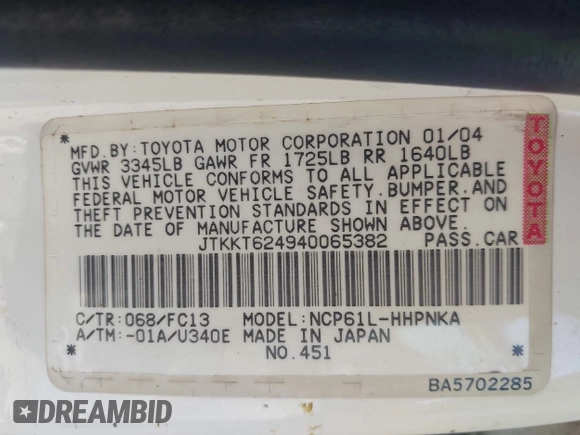 MFD.BY:TOYOTA MOTOR CORPORATION 01/04
GVWR 3345LB GAWR FR 1725LB RR 1640LB
THIS VEHICLE CONFORMS TO ALL APPLICABLE
FEDERAL MOTOR VEHICLE SAFETY.BUMPER.AND
THEFT PREVENTION STANDARDS IN EFFECT ON
THE DATE OF MANUFACTURE SHOWN ABOVE.
JTKKT624940065382 PASS.CAR
TOYOTA
C/TR:068/FC13 MODEL:NCP61L-HHPNKA
A/TM:-01A/U340E MADE IN JAPAN
* NO.451 *
BA5702285
DREAMBID